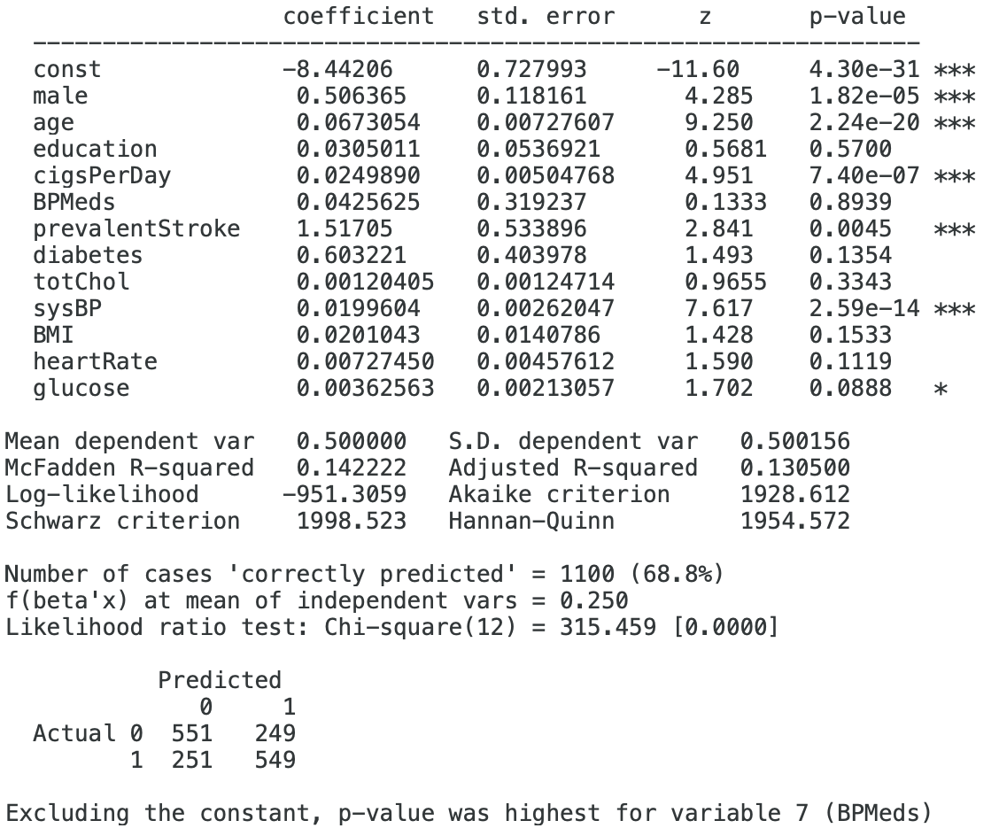 coefficient std. error z p-value
---------------------------------------------------------------
const −8.44206 0.727993 −11.60 4.30e−31 ***
male 0.506365 0.118161 4.285 1.82e−05 ***
age 0.0673054 0.00727607 9.250 2.24e−20 ***
education 0.0305011 0.0536921 0.5681 0.5700
cigsPerDay 0.0249890 0.00504768 4.951 7.40e−07 ***
BPMeds 0.0425625 0.319237 0.1333 0.8939
prevalentStroke 1.51705 0.533896 2.841 0.0045 ***
diabetes 0.603221 0.403978 1.493 0.1354
totChol 0.00120405 0.00124714 0.9655 0.3343
sysBP 0.0199604 0.00262047 7.617 2.59e−14 ***
BMI 0.0201043 0.0140786 1.428 0.1533
heartRate 0.00727450 0.00457612 1.590 0.1119
glucose 0.00362563 0.00213057 1.702 0.0888 *
Mean dependent var 0.500000 S.D. dependent var 0.500156
McFadden R−squared 0.142222 Adjusted R−squared 0.130500
Log−likelihood −951.3059 Akaike criterion 1928.612
Schwarz criterion 1998.523 Hannan−Quinn 1954.572
Number of cases 'correctly predicted' = 1100 (68.8%)
f(beta'x) at mean of independent vars = 0.250
Likelihood ratio test: Chi−square(12) = 315.459 [0.0000]
Predicted
0 1
Actual 0 551 249
1 251 549
Excluding the constant, p−value was highest for variable 7 (BPMeds)